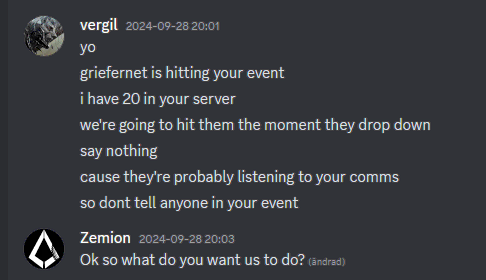 vergil 2024-09-28 20:01
yo
griefernet is hitting your event
i have 20 in your server
we're going to hit them the moment they drop down
say nothing
cause they're probably listening to your comms
so dont tell anyone in your event
Zemion 2024-09-28 20:03
Ok so what do you want us to do? (ändrad)